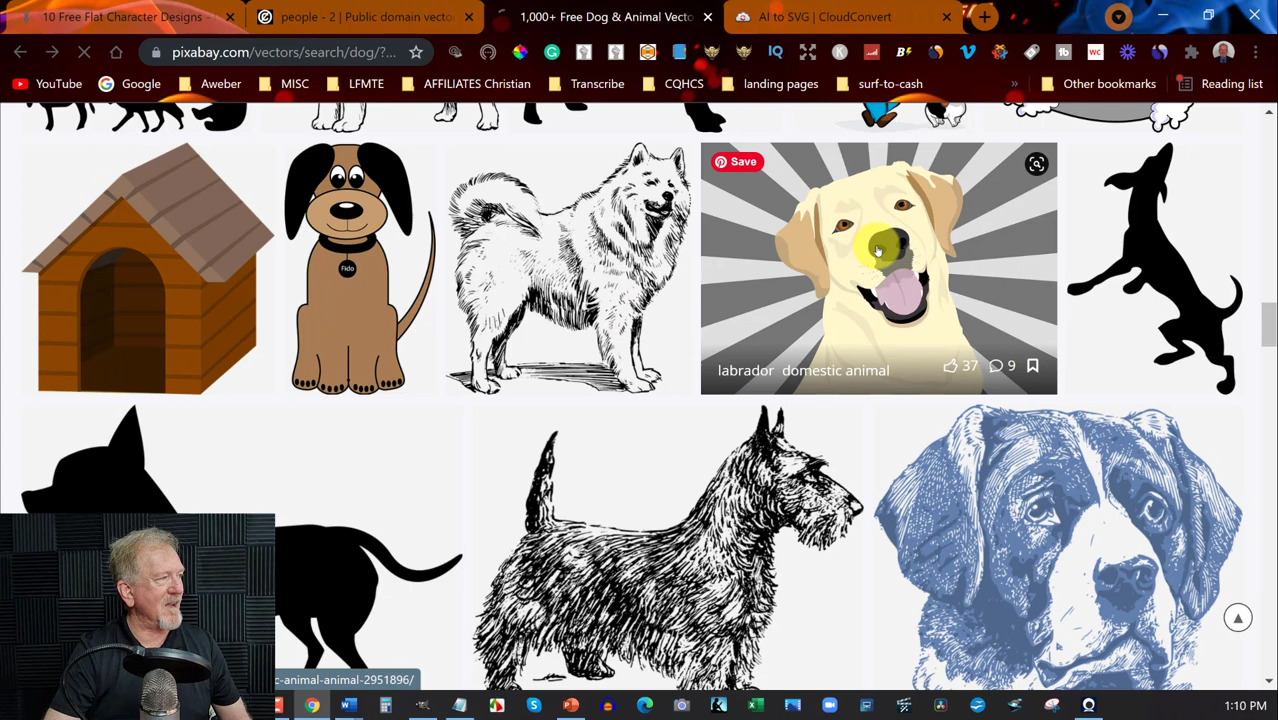 10 Free Flat Character Designs -
people - 2 | Public domain vecto
1,000+ Free Dog & Animal Vecto
AI to SVG | CloudConvert
pixabay.com/vectors/search/dog/?...
YouTube
Google
Aweber
MISC
LFMTE
AFFILIATES Christian
Transcribe
CQHCS
landing pages
surf-to-cash
»
Other bookmarks
Reading list
Save
Fido
labrador domestic animal
37
9
c-animal-animal-2951896/
1:10 PM